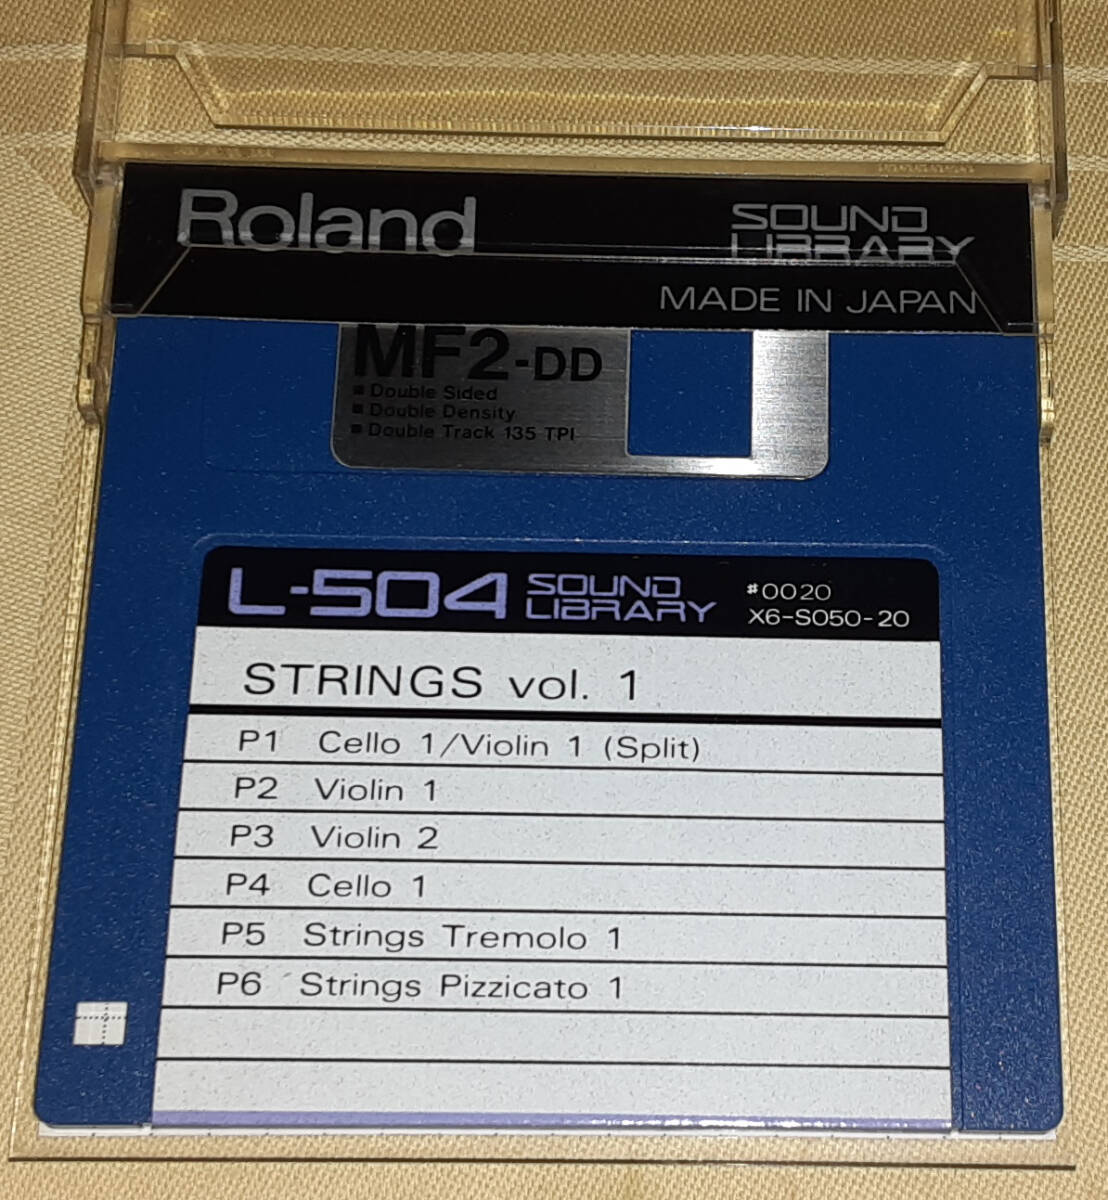 Roland
SOUND
LIBRARY
MADE IN JAPAN
MF2-DD
■ Double Sided
■ Double Density
■ Double Track 135 TPI
L-504 SOUND LIBRARY
#0020
X6-S050-20
STRINGS vol. 1
P1 Cello 1/Violin 1 (Split)
P2 Violin 1
P3 Violin 2
P4 Cello 1
P5 Strings Tremolo 1
P6 Strings Pizzicato 1